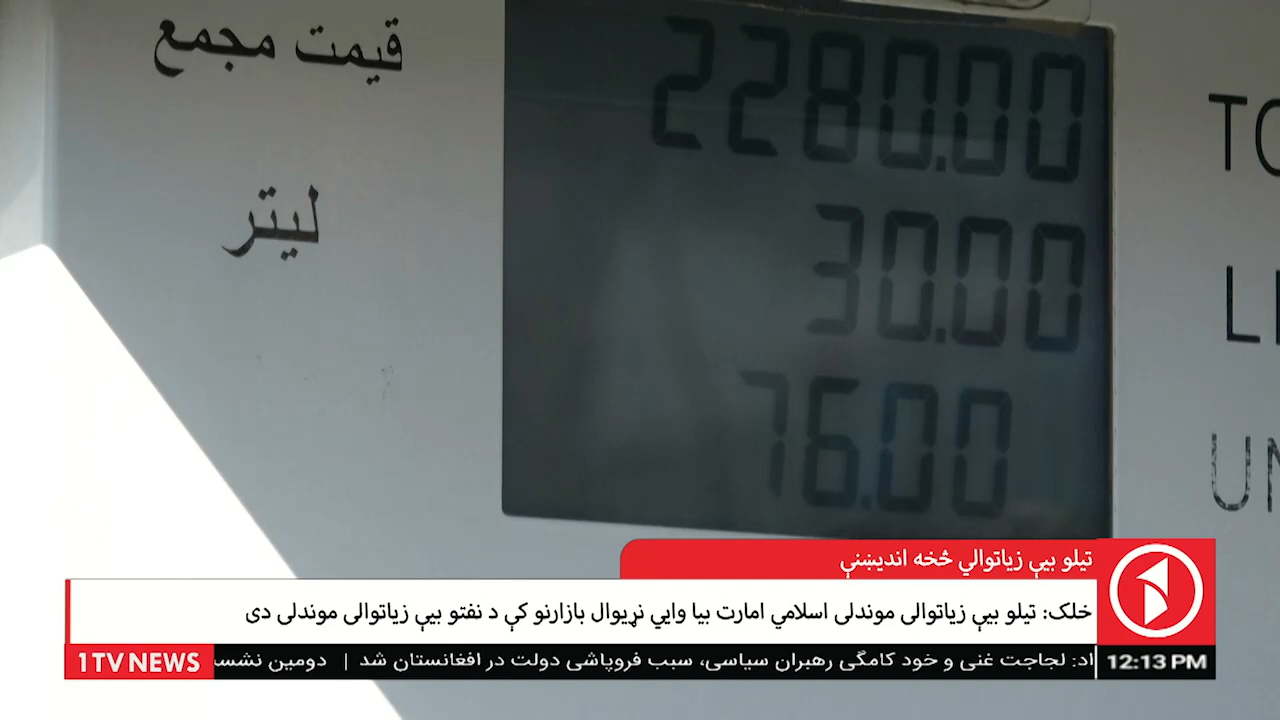 قیمت مجمع
2280.00
TO
لیتر
30.00
L
76.00
UN
تیلو بیې زیاتوالي څخه اندیښنې
خلک: تیلو بیې زیاتوالی موندلی اسلامي امارت بیا وایي نړیوال بازارنو کې د نفتو بیې زیاتوالی موندلی دی
1TV NEWS
اد: لجاجت غنی و خود کامگی رهبران سیاسی، سبب فروپاشی دولت در افغانستان شد | دومین نشست
12:13 PM